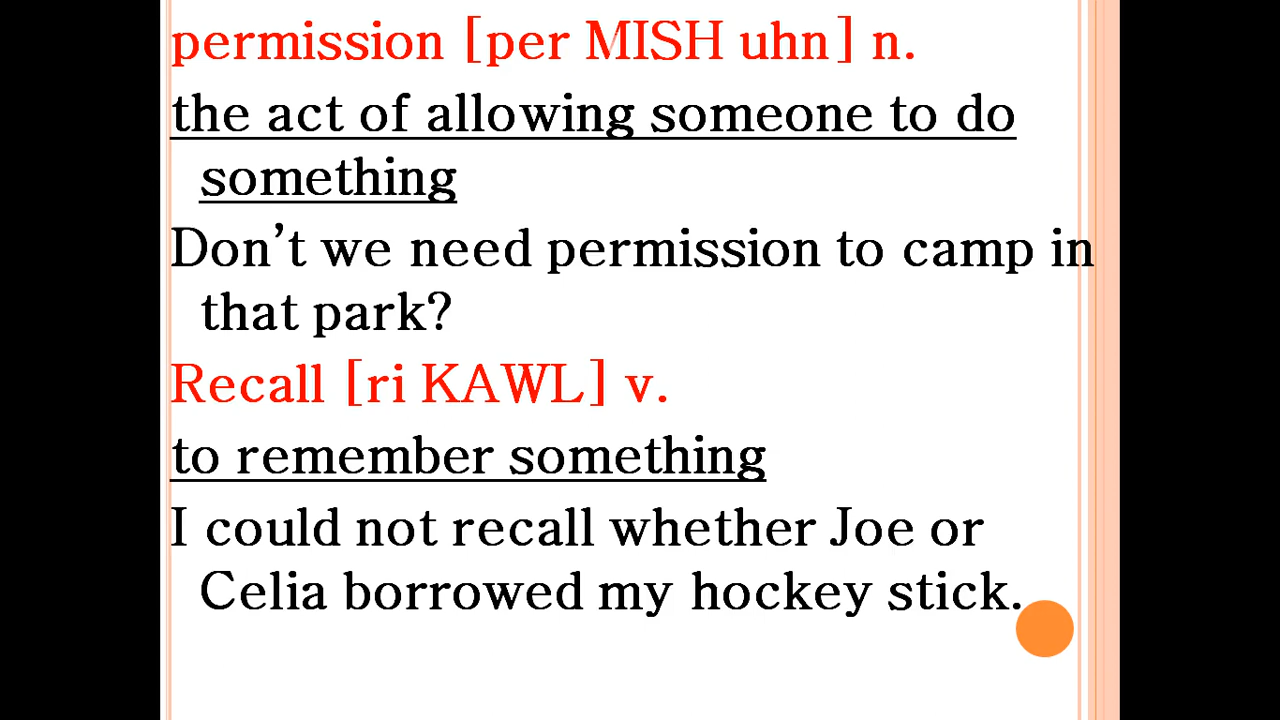 permission [per MISH uhn] n.
the act of allowing someone to do
something
Don’t we need permission to camp in
that park?
Recall [ri KAWL] v.
to remember something
I could not recall whether Joe or
Celia borrowed my hockey stick.